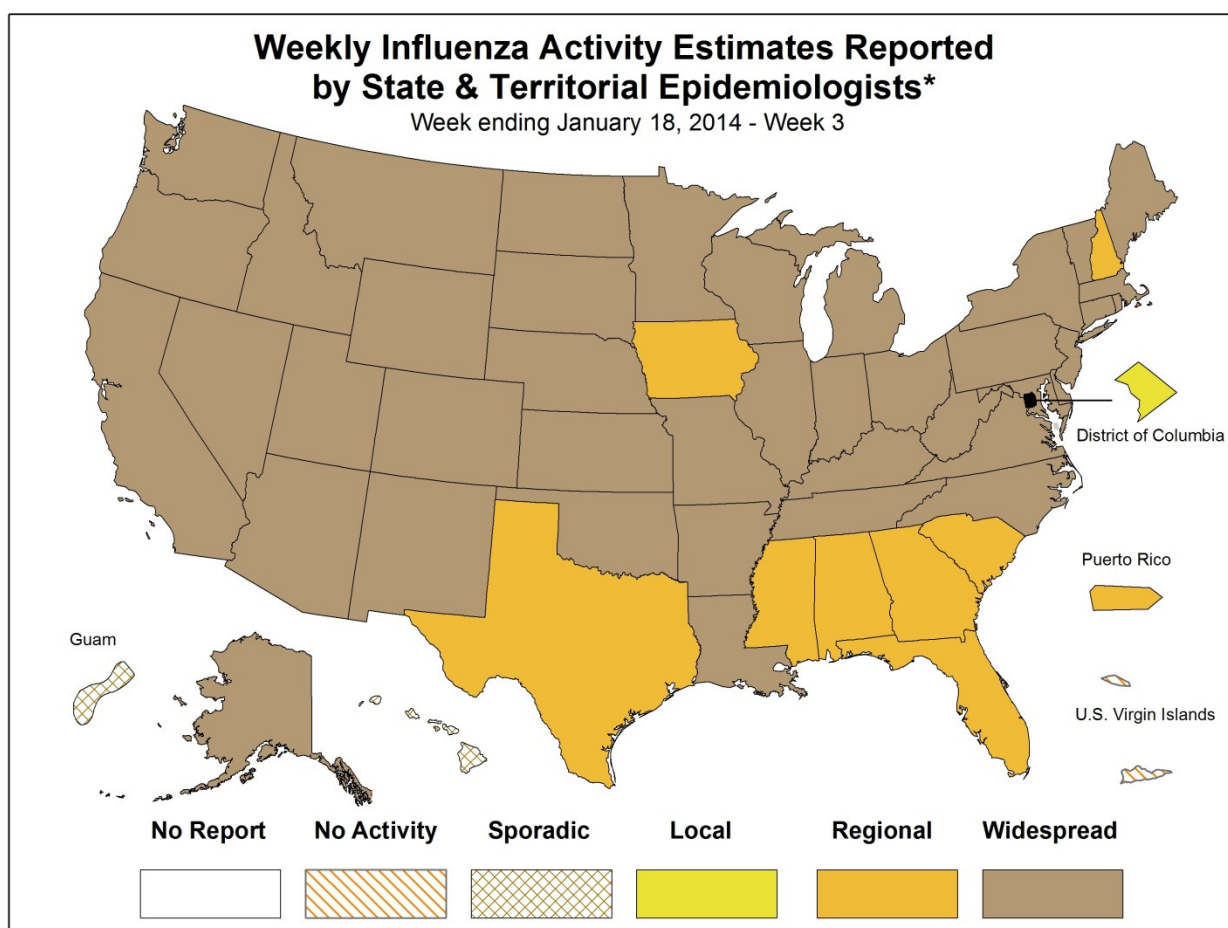 Weekly Influenza Activity Estimates Reported
by State & Territorial Epidemiologists*
Week ending January 18, 2014 - Week 3
District of Columbia
Puerto Rico
Guam
U.S. Virgin Islands
No Report
No Activity
Sporadic
Local
Regional
Widespread